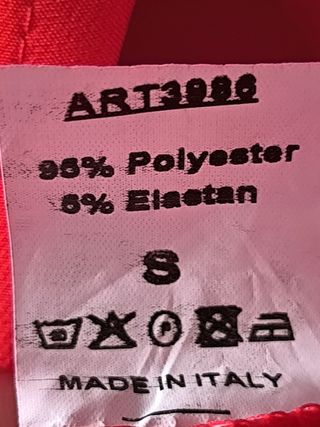 ART3986
95% Polyester
5% Elastan
S
P
MADE IN ITALY